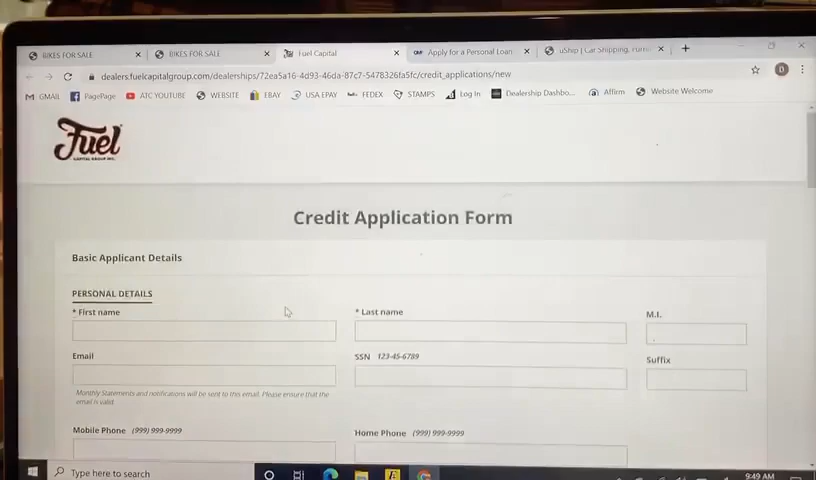 BIKES FOR SALE
BIKES FOR SALE
Fuel Capital
Apply for a Personal Loan
uShip | Car Shipping, Furni
dealers.fuelcapitalgroup.com/dealerships/72ea5a16-4d93-46da-87c7-5478326fa5fc/credit_applications/new
D
GMAIL PagePage ATC YOUTUBE WEBSITE EBAY USA EPAY FEDEX STAMPS Log In Dealership Dashbo... Affirm Website Welcome
Fuel
CAPITAL GROUP INC.
Credit Application Form
Basic Applicant Details
PERSONAL DETAILS
* First name * Last name M.I.
Email SSN 123-45-6789 Suffix
Monthly Statements and notifications will be sent to this email. Please ensure that the
email is valid.
Mobile Phone (999) 999-9999 Home Phone (999) 999-9999
Type here to search
9:49 AM